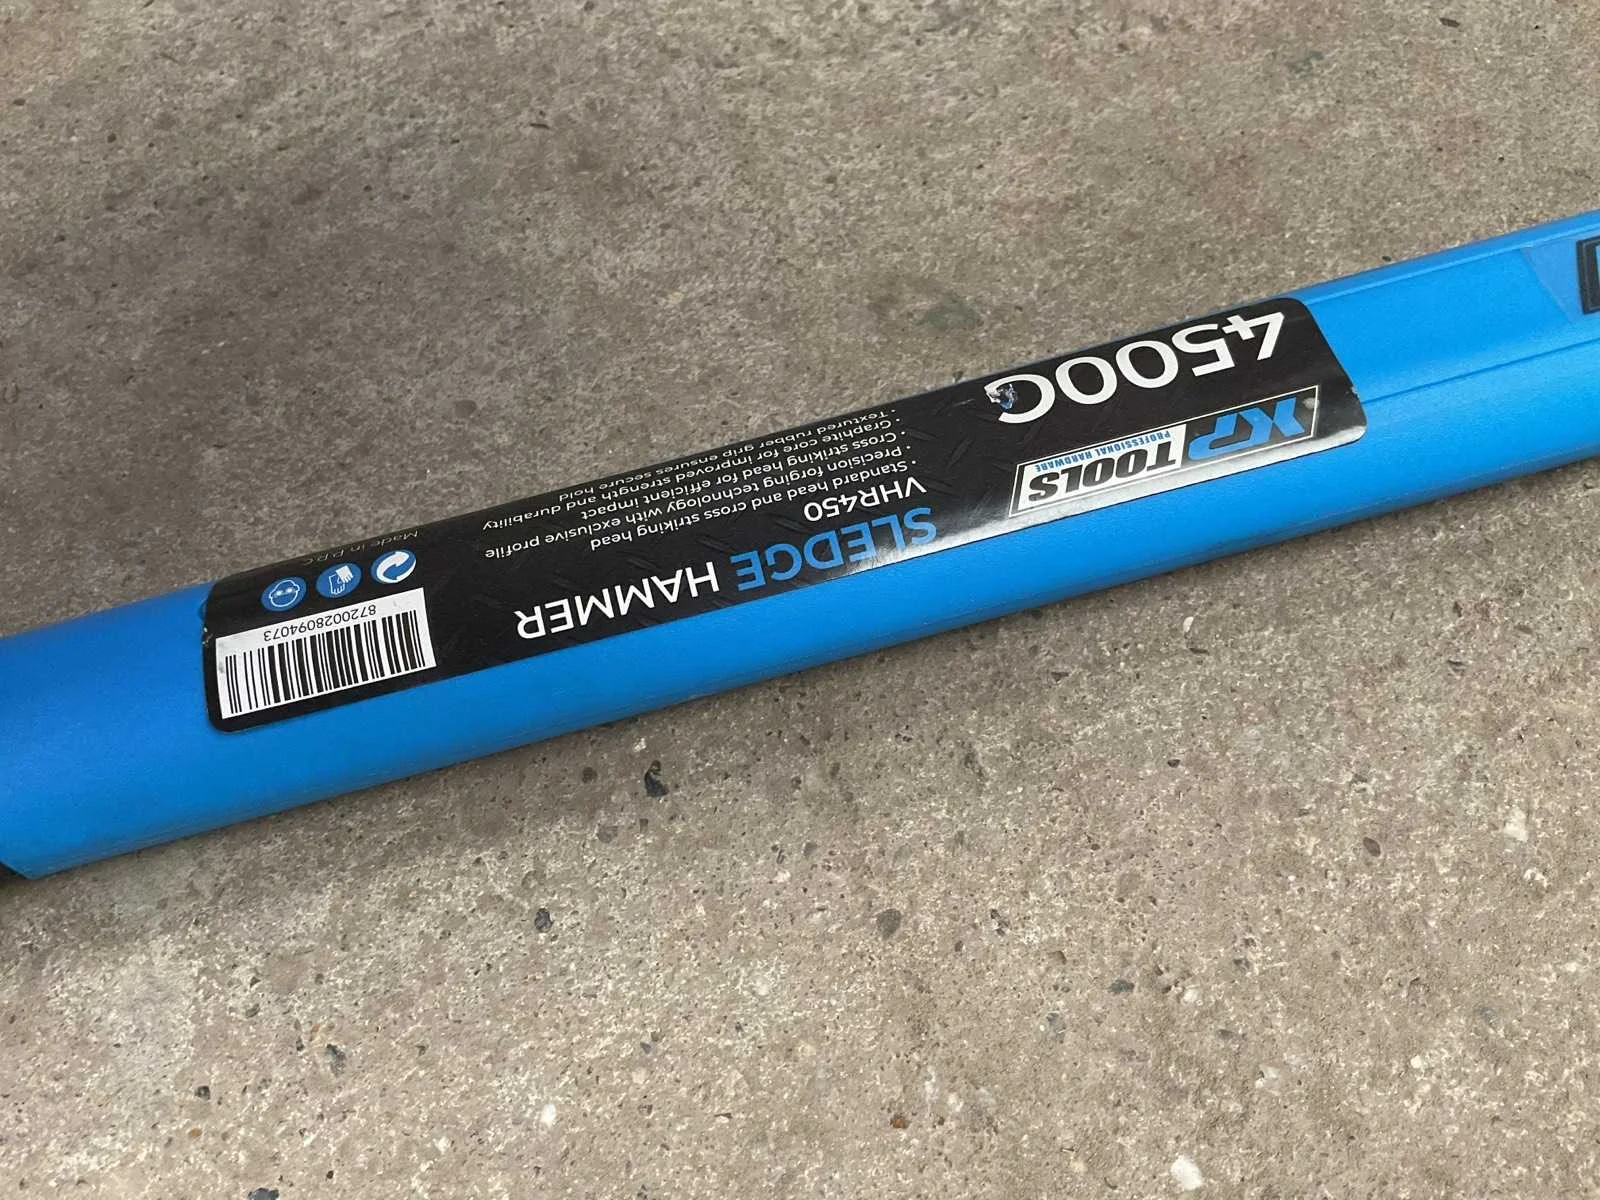 XP TOOLS
PROFESSIONAL HARDWARE
4500G
SLEDGE HAMMER
VHR450
Standard head and cross striking head
• Precision forging technology with exclusive profile
• Cross striking head for efficient impact
• Graphite core for improved strength and durability
• Textured rubber grip ensures secure hold
8720028094073
Made in P.R.C